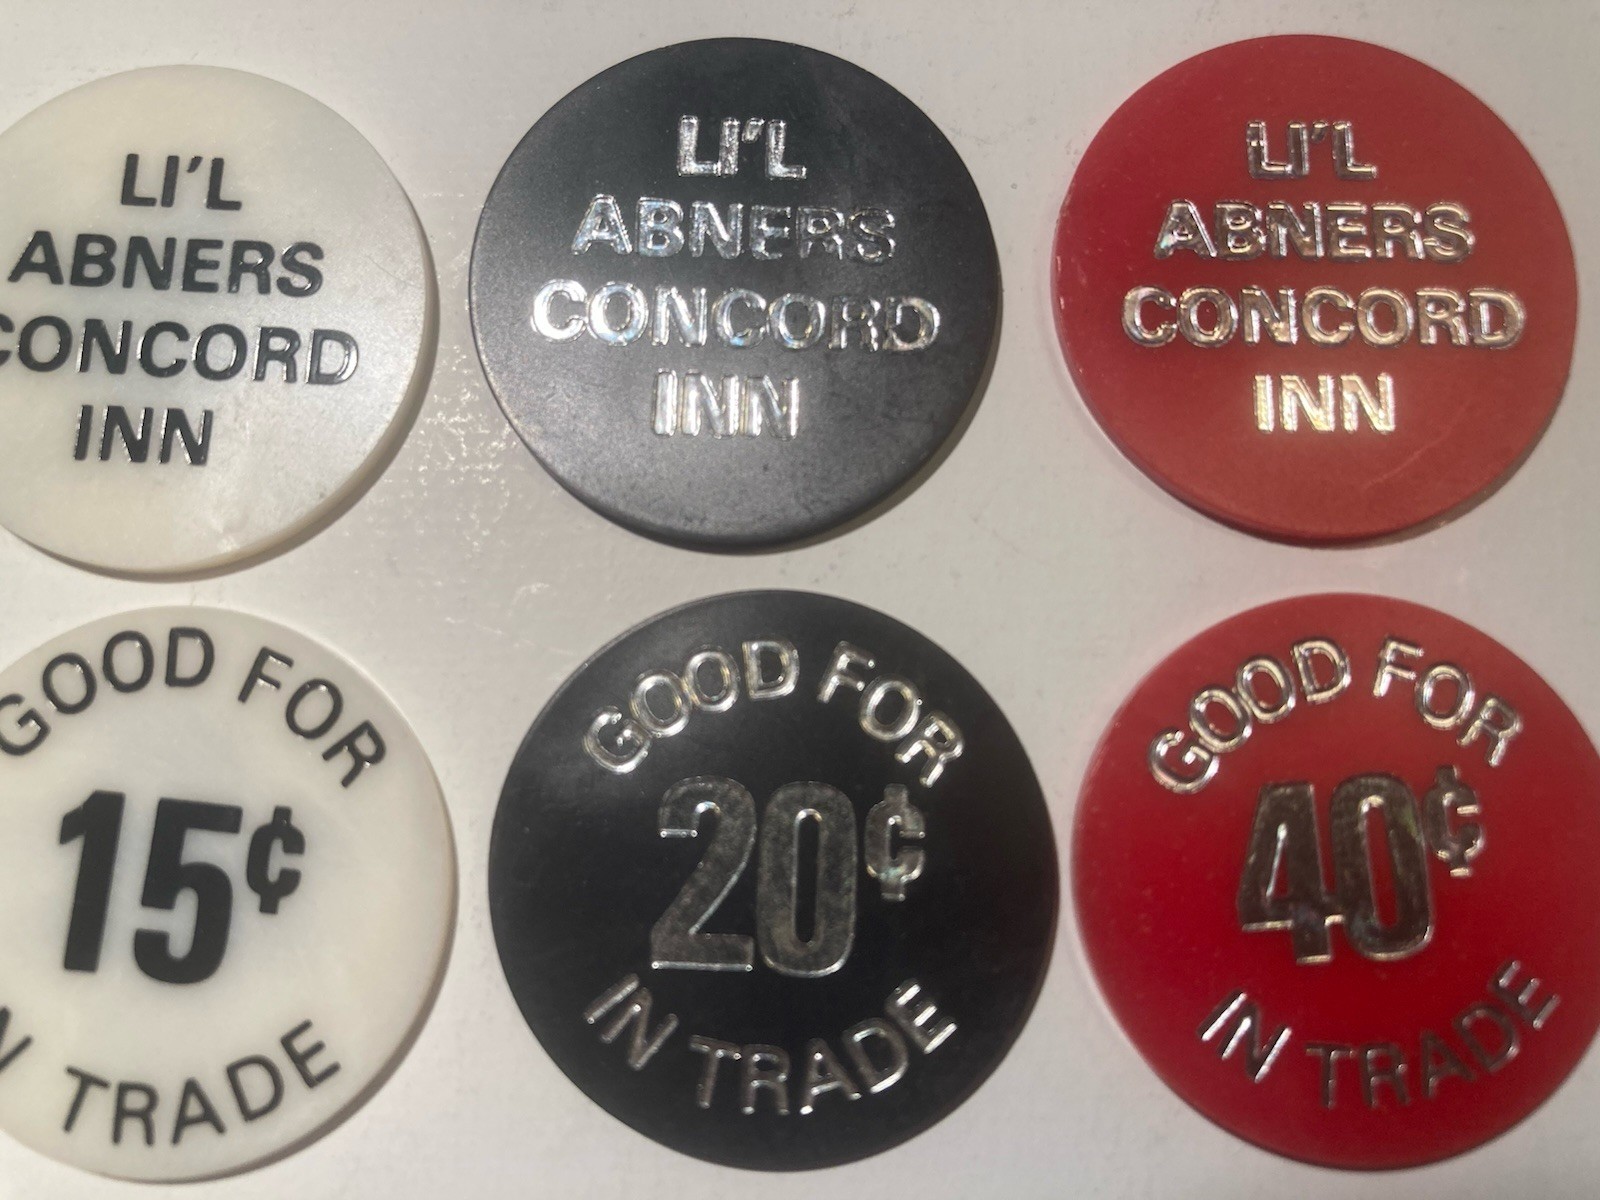 LI'L
ABNERS
CONCORD
INN
LI'L
ABNERS
CONCORD
INN
LI'L
ABNERS
CONCORD
INN
GOOD FOR
15¢
IN TRADE
GOOD FOR
20¢
IN TRADE
GOOD FOR
40¢
IN TRADE